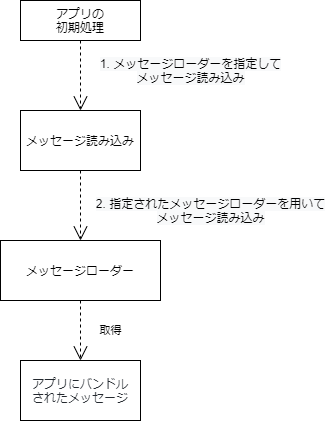 アプリの
初期処理
1. メッセージローダーを指定して
メッセージ読み込み
メッセージ読み込み
2. 指定されたメッセージローダーを用いて
メッセージ読み込み
メッセージローダー
取得
アプリにバンドル
されたメッセージ